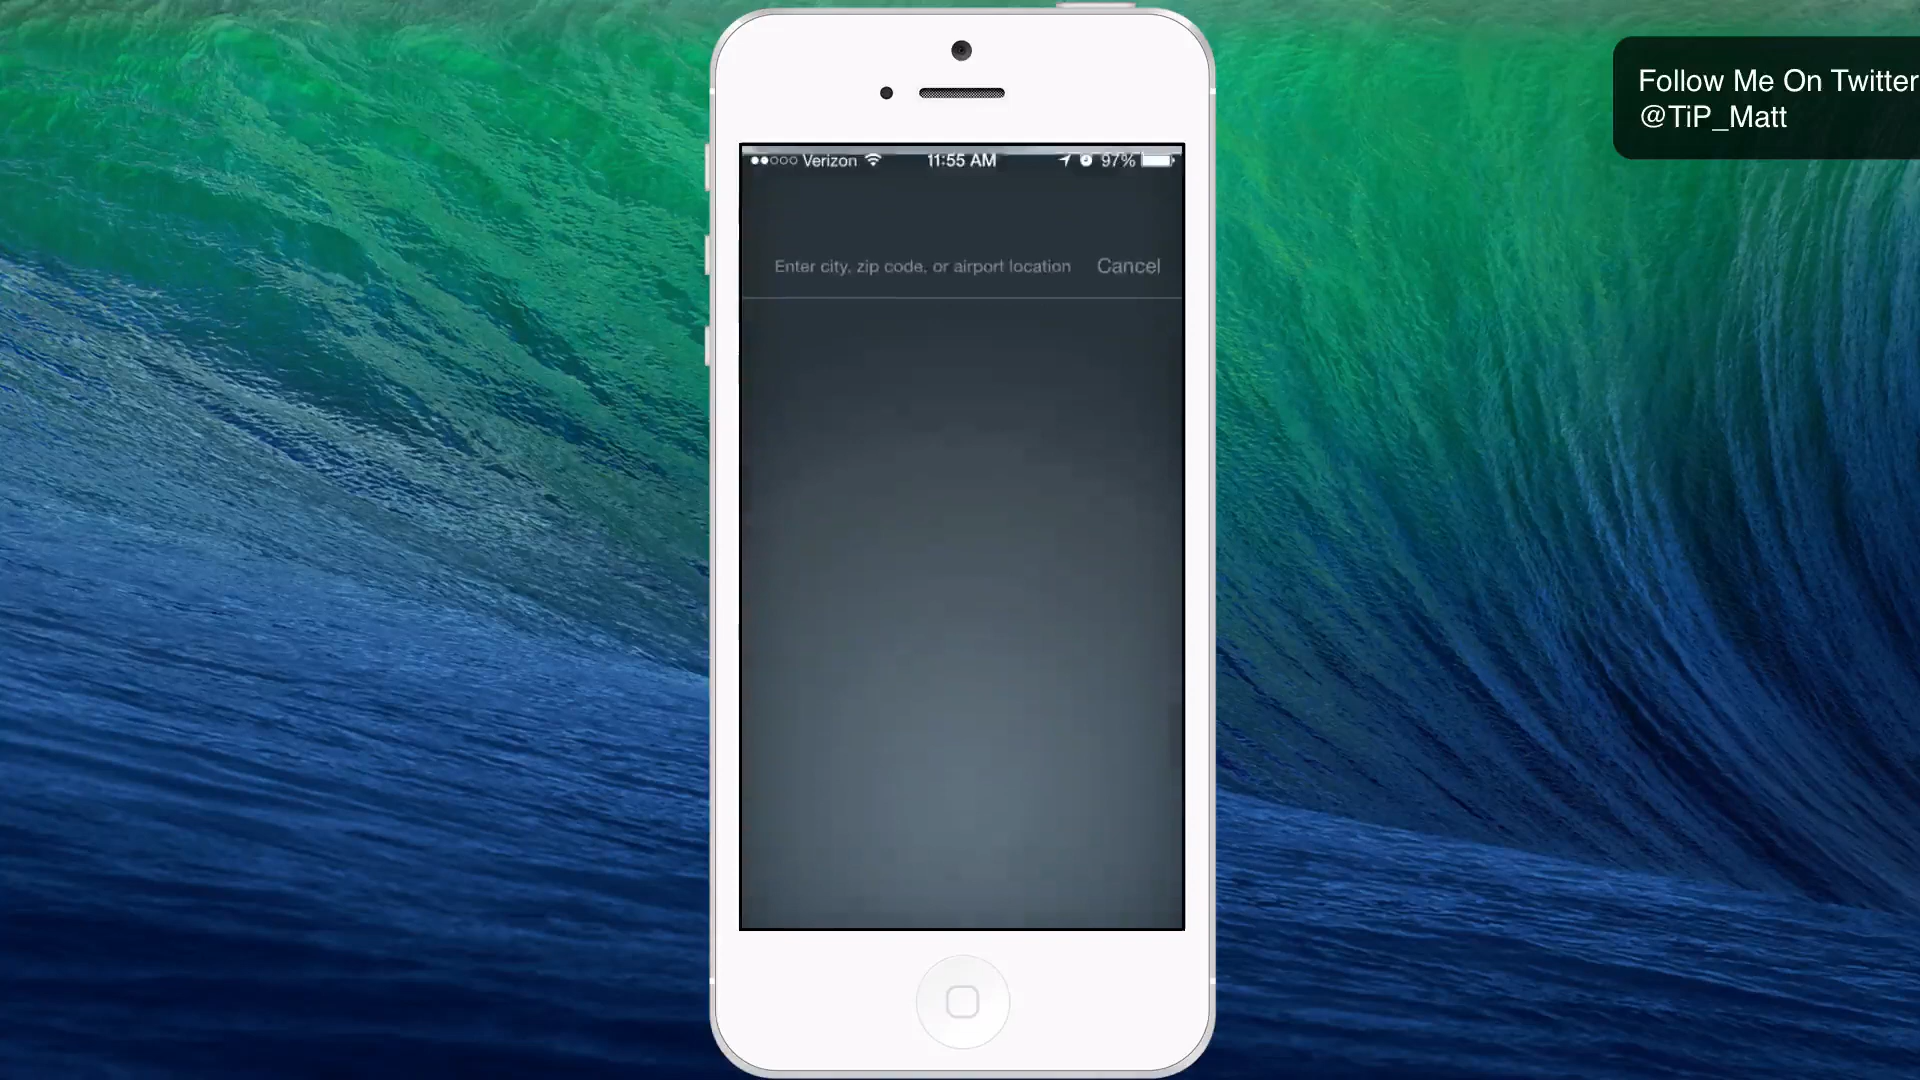 Follow Me On Twitter
@TiP_Matt
Verizon 11:55 AM 97%
Enter city, zip code, or airport location Cancel